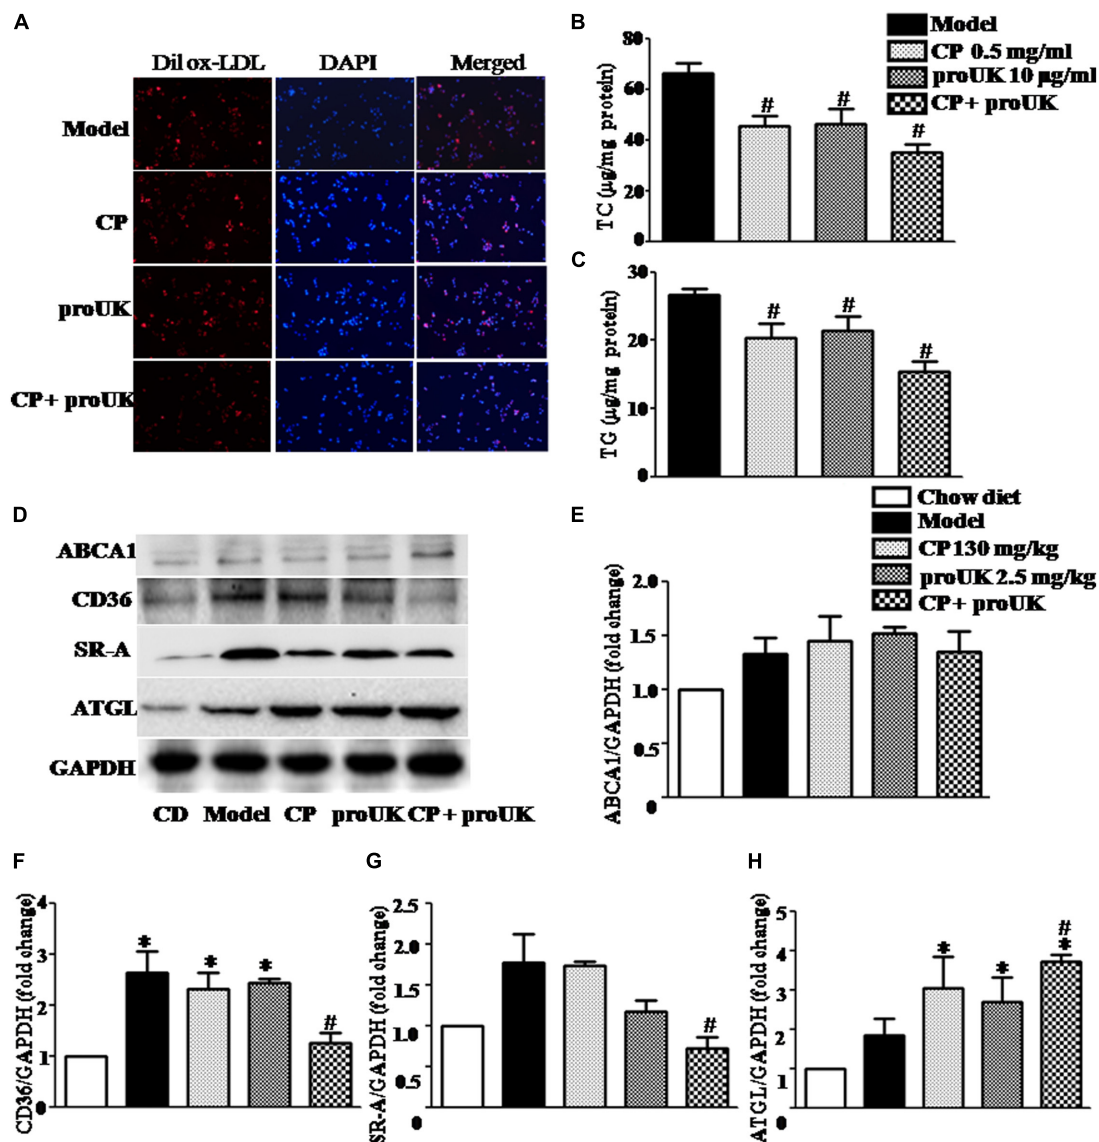 A
Dil ox-LDL DAPI Merged
Model
CP
proUK
CP + proUK
B
Model
CP 0.5 mg/ml
proUK 10 µg/ml
CP + proUK
TC (µg/mg protein)
80
60
40
20
0
# # #
C
TG (µg/mg protein)
30
20
10
0
# # #
D
ABCA1
CD36
SR-A
ATGL
GAPDH
CD Model CP proUK CP + proUK
E
Chow diet
Model
CP 130 mg/kg
proUK 2.5 mg/kg
CP + proUK
ABCA1/GAPDH (fold change)
2.0
1.5
1.0
0.5
0
F
CD36/GAPDH (fold change)
4
3
2
1
0
* * * #
G
SR-A/GAPDH (fold change)
2.5
2.0
1.5
1.0
0.5
0
#
H
ATGL/GAPDH (fold change)
5
4
3
2
1
0
#
* * *